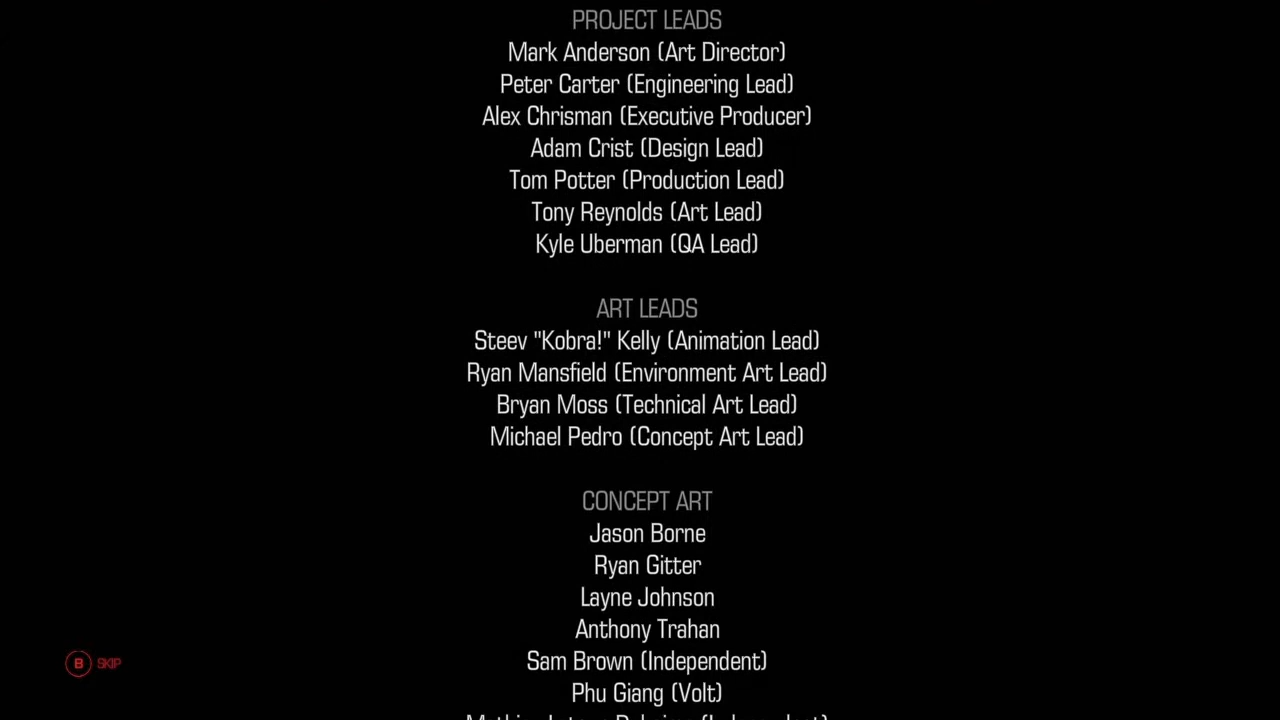 PROJECT LEADS
Mark Anderson (Art Director)
Peter Carter (Engineering Lead)
Alex Chrisman (Executive Producer)
Adam Crist (Design Lead)
Tom Potter (Production Lead)
Tony Reynolds (Art Lead)
Kyle Uberman (QA Lead)
ART LEADS
Steev "Kobra!" Kelly (Animation Lead)
Ryan Mansfield (Environment Art Lead)
Bryan Moss (Technical Art Lead)
Michael Pedro (Concept Art Lead)
CONCEPT ART
Jason Borne
Ryan Gitter
Layne Johnson
Anthony Trahan
Sam Brown (Independent)
B SKIP
Phu Giang (Volt)